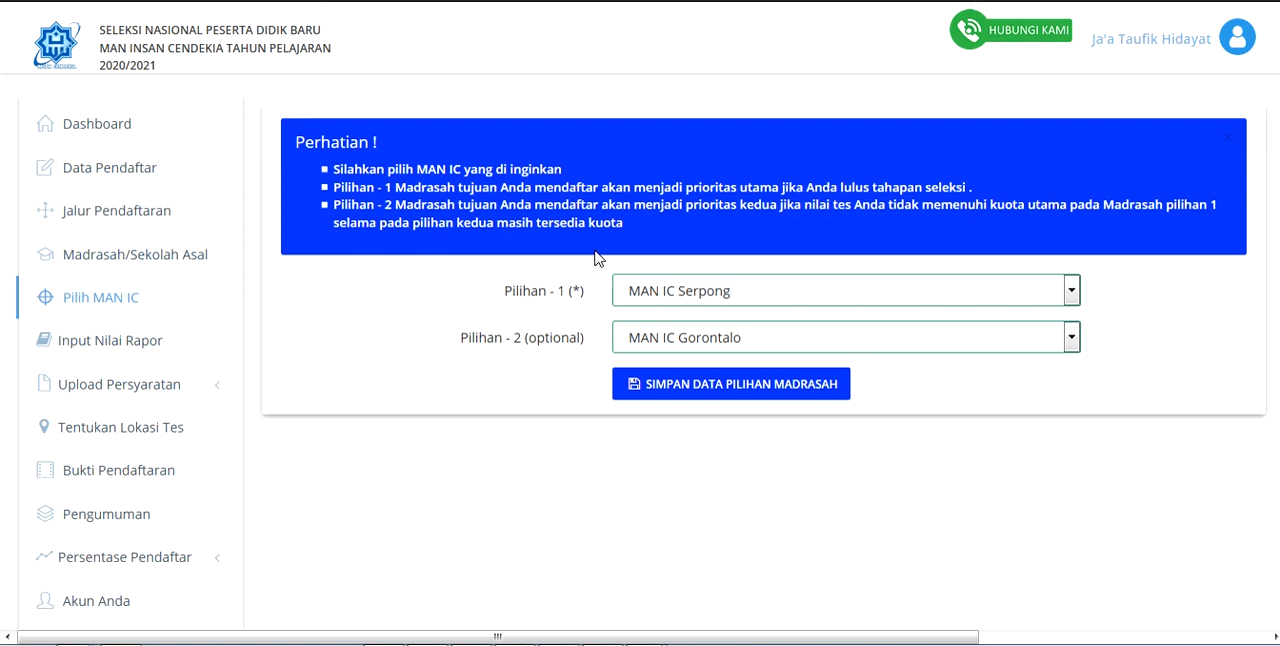 SELEKSI NASIONAL PESERTA DIDIK BARU
MAN INSAN CENDEKIA TAHUN PELAJARAN
2020/2021
HUBUNGI KAMI
Ja'a Taufik Hidayat
Dashboard
Data Pendaftar
Jalur Pendaftaran
Madrasah/Sekolah Asal
Pilih MAN IC
Input Nilai Rapor
Upload Persyaratan
Tentukan Lokasi Tes
Bukti Pendaftaran
Pengumuman
Persentase Pendaftar
Akun Anda
Perhatian !
Silahkan pilih MAN IC yang di inginkan
Pilihan - 1 Madrasah tujuan Anda mendaftar akan menjadi prioritas utama jika Anda lulus tahapan seleksi .
Pilihan - 2 Madrasah tujuan Anda mendaftar akan menjadi prioritas kedua jika nilai tes Anda tidak memenuhi kuota utama pada Madrasah pilihan 1
selama pada pilihan kedua masih tersedia kuota
Pilihan - 1 (*) MAN IC Serpong
Pilihan - 2 (optional) MAN IC Gorontalo
SIMPAN DATA PILIHAN MADRASAH